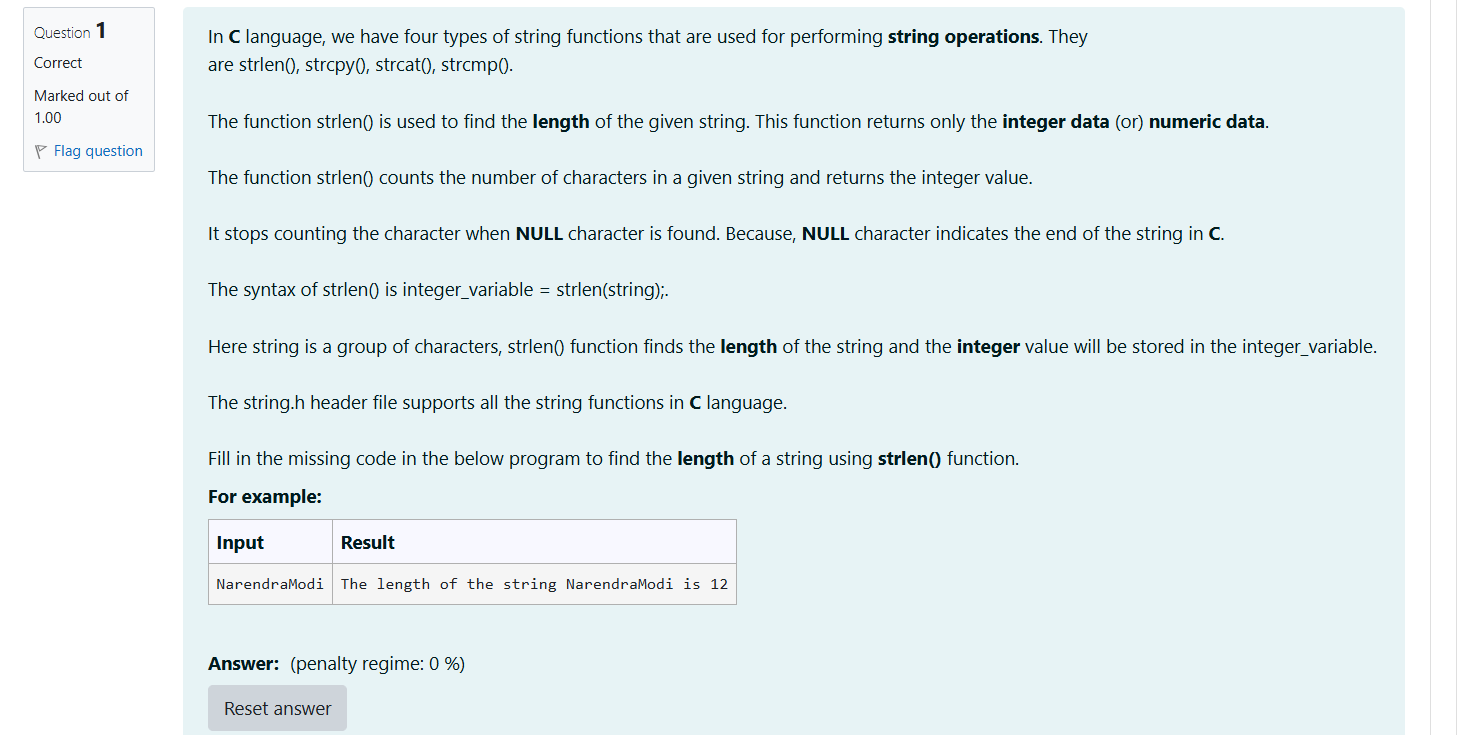 Question 1
Correct
Marked out of
1.00
Flag question
In C language, we have four types of string functions that are used for performing string operations. They
are strlen(), strcpy(), strcat(), strcmp().
The function strlen() is used to find the length of the given string. This function returns only the integer data (or) numeric data.
The function strlen() counts the number of characters in a given string and returns the integer value.
It stops counting the character when NULL character is found. Because, NULL character indicates the end of the string in C.
The syntax of strlen() is integer_variable = strlen(string);.
Here string is a group of characters, strlen() function finds the length of the string and the integer value will be stored in the integer_variable.
The string.h header file supports all the string functions in C language.
Fill in the missing code in the below program to find the length of a string using strlen() function.
For example:
Input Result
NarendraModi The length of the string NarendraModi is 12
Answer: (penalty regime: 0 %)
Reset answer